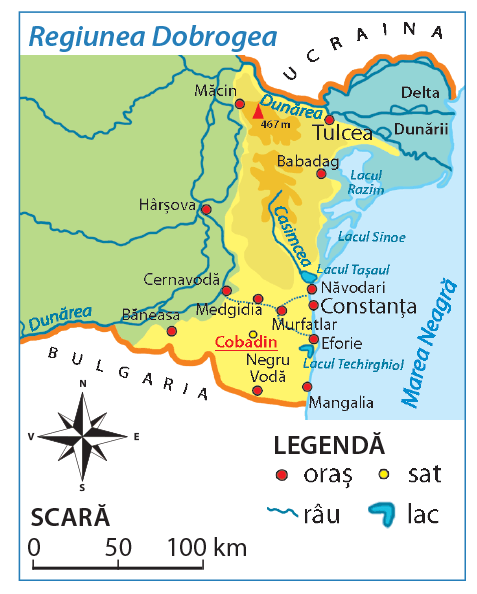 Regiunea Dobrogea
UCRAINA
Măcin
Dunărea
467 m
Delta
Dunării
Tulcea
Babadag
Lacul
Razim
Hârșova
Casimcea
Lacul Sinoe
Lacul Tașaul
Cernavodă
Năvodari
Medgidia
Constanța
Dunărea
Băneasa
Murfatlar
Cobadin
Eforie
Marea Neagră
BULGARIA
Negru
Vodă
Lacul Techirghiol
Mangalia
N
V
E
S
LEGENDĂ
oraș
sat
râu
lac
SCARĂ
0 50 100 km